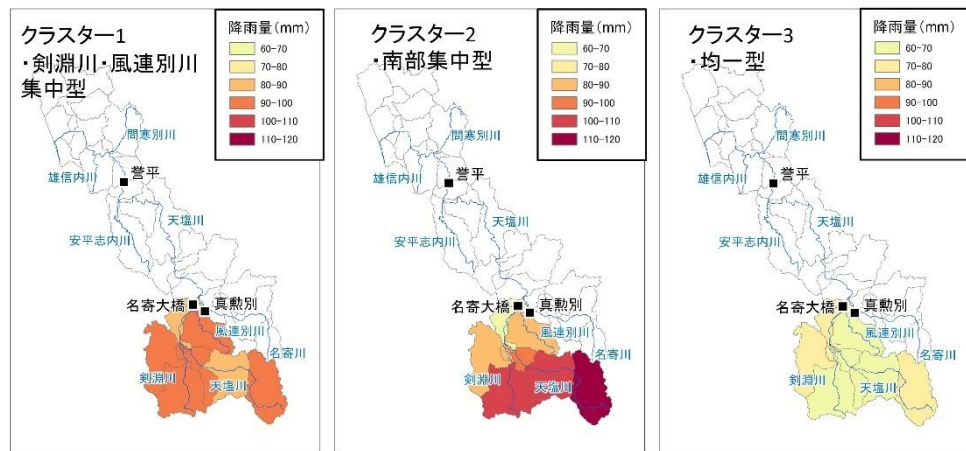 クラスター1
・剣淵川・風連別川
集中型
降雨量(mm)
60-70
70-80
80-90
90-100
100-110
110-120
問寒別川
雄信内川
誉平
天塩川
安平志内川
名寄大橋
真勲別
風連別川
名寄川
剣淵川
天塩川
クラスター2
・南部集中型
降雨量(mm)
60-70
70-80
80-90
90-100
100-110
110-120
問寒別川
雄信内川
誉平
天塩川
安平志内川
名寄大橋
真勲別
風連別川
名寄川
剣淵川
天塩川
クラスター3
・均一型
降雨量(mm)
60-70
70-80
80-90
90-100
100-110
110-120
問寒別川
雄信内川
誉平
天塩川
安平志内川
名寄大橋
真勲別
風連別川
名寄川
剣淵川
天塩川